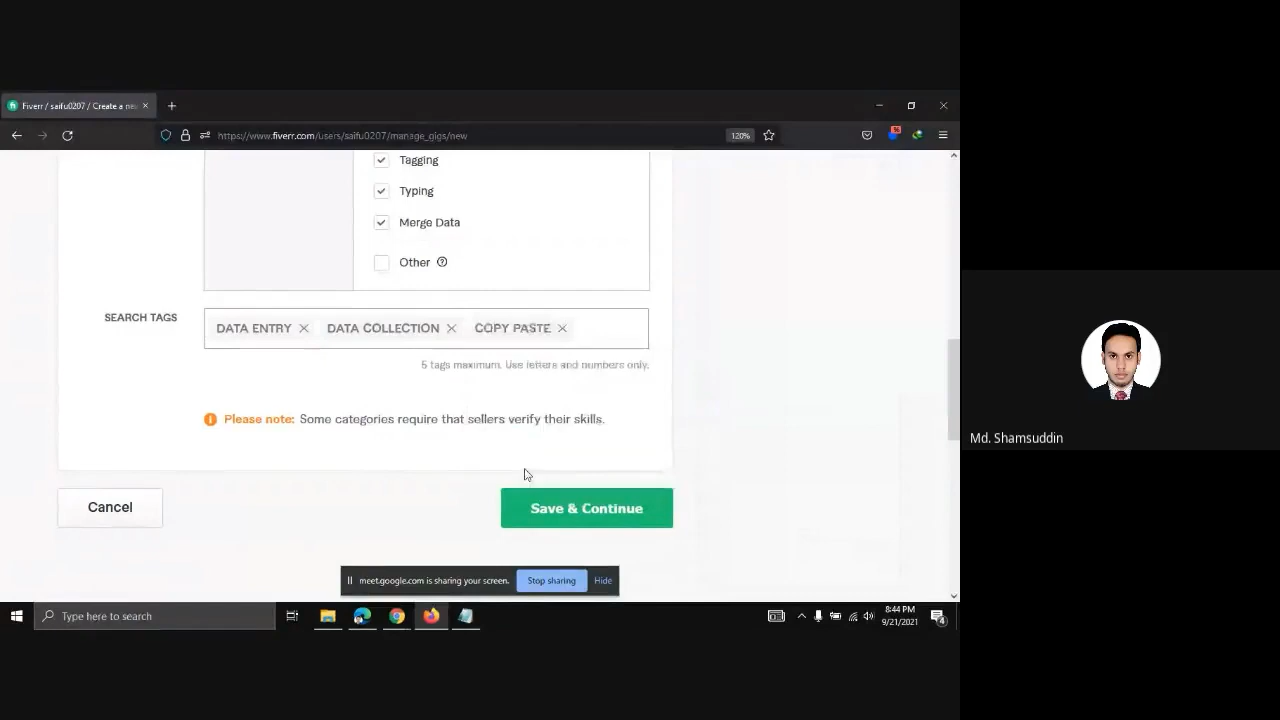 Fiverr / saifu0207 / Create a ne
https://www.fiverr.com/users/saifu0207/manage_gigs/new
120%
Tagging
Typing
Merge Data
Other
SEARCH TAGS
DATA ENTRY
DATA COLLECTION
COPY PASTE
5 tags maximum. Use letters and numbers only.
Please note: Some categories require that sellers verify their skills.
Cancel
Save & Continue
meet.google.com is sharing your screen.
Stop sharing
Hide
Type here to search
8:44 PM
9/21/2021
4
Md. Shamsuddin